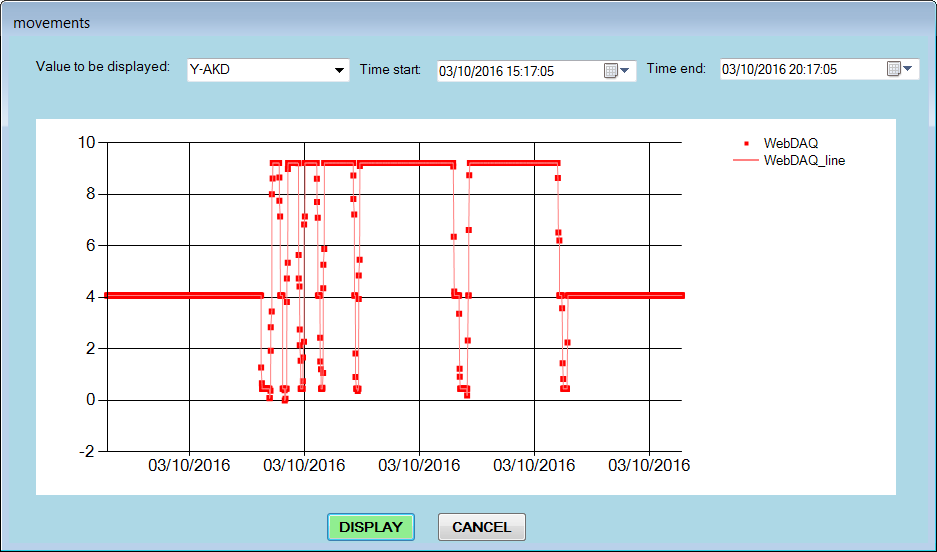 movements
Value to be displayed: Y-AKD Time start: 03/10/2016 15:17:05 Time end: 03/10/2016 20:17:05
10
8
6
4
2
0
-2
03/10/2016 03/10/2016 03/10/2016 03/10/2016 03/10/2016
WebDAQ
WebDAQ_line
DISPLAY CANCEL